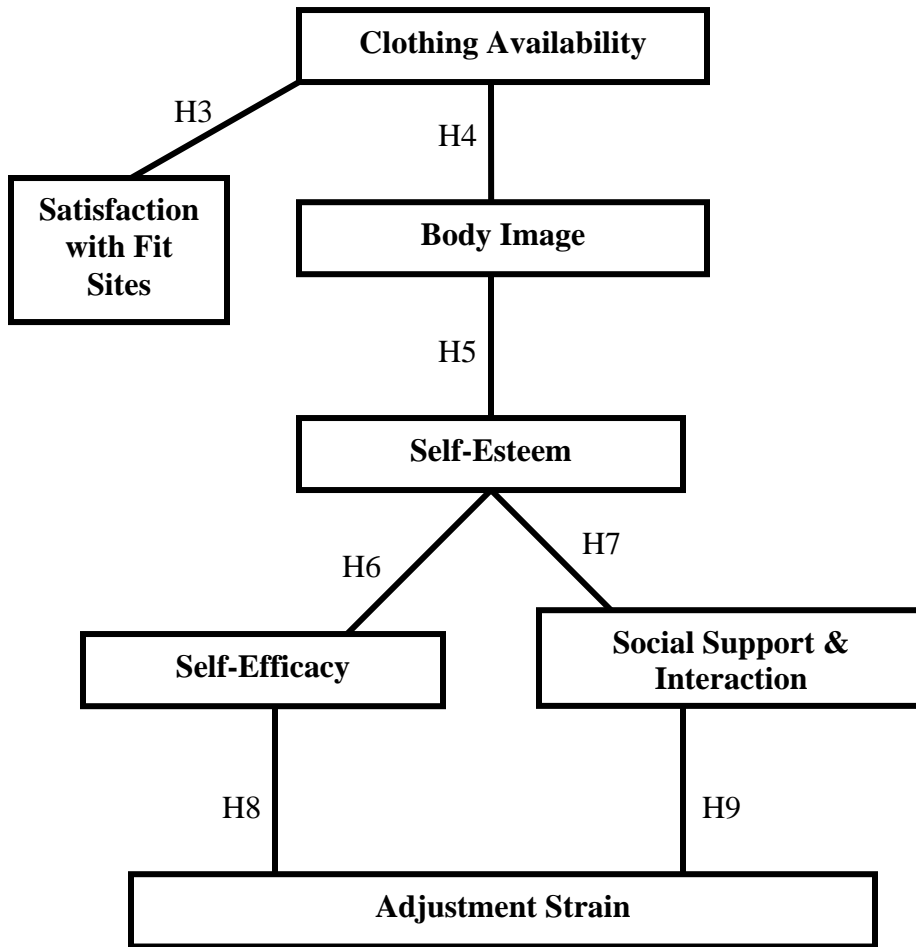 Clothing Availability
H3
H4
Satisfaction
with Fit
Sites
Body Image
H5
Self-Esteem
H6
H7
Self-Efficacy
Social Support &
Interaction
H8
H9
Adjustment Strain